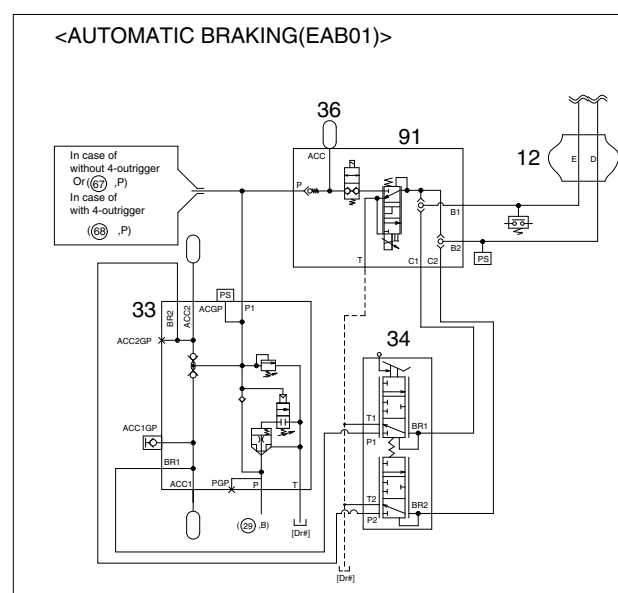 <AUTOMATIC BRAKING(EAB01)>
36
91
12
In case of
without 4-outrigger
Or (67 ,P)
In case of
with 4-outrigger
(68 ,P)
ACC
P
E
D
B1
B2
PS
T
C1
C2
33
BR2
ACC2
PS
ACGP
P1
ACC2GP
34
ACC1GP
T1
P1
BR1
BR1
ACC1
PGP
P
T
T2
P2
BR2
(29 ,B)
[Dr#]
[Dr#]